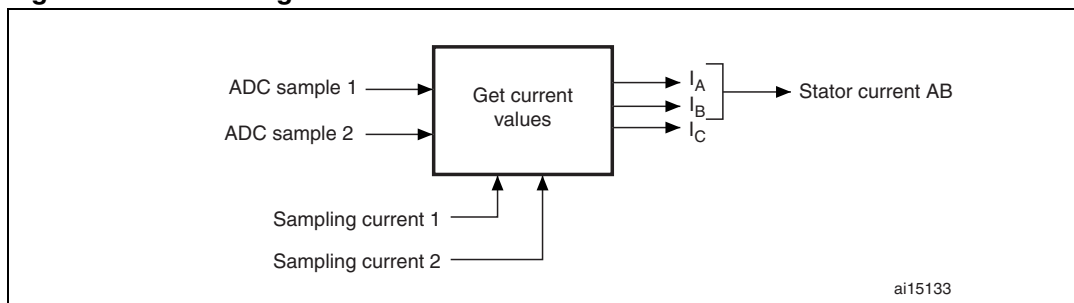 ADC sample 1
ADC sample 2
Get current
values
I_A
I_B
I_C
Stator current AB
Sampling current 1
Sampling current 2
ai15133